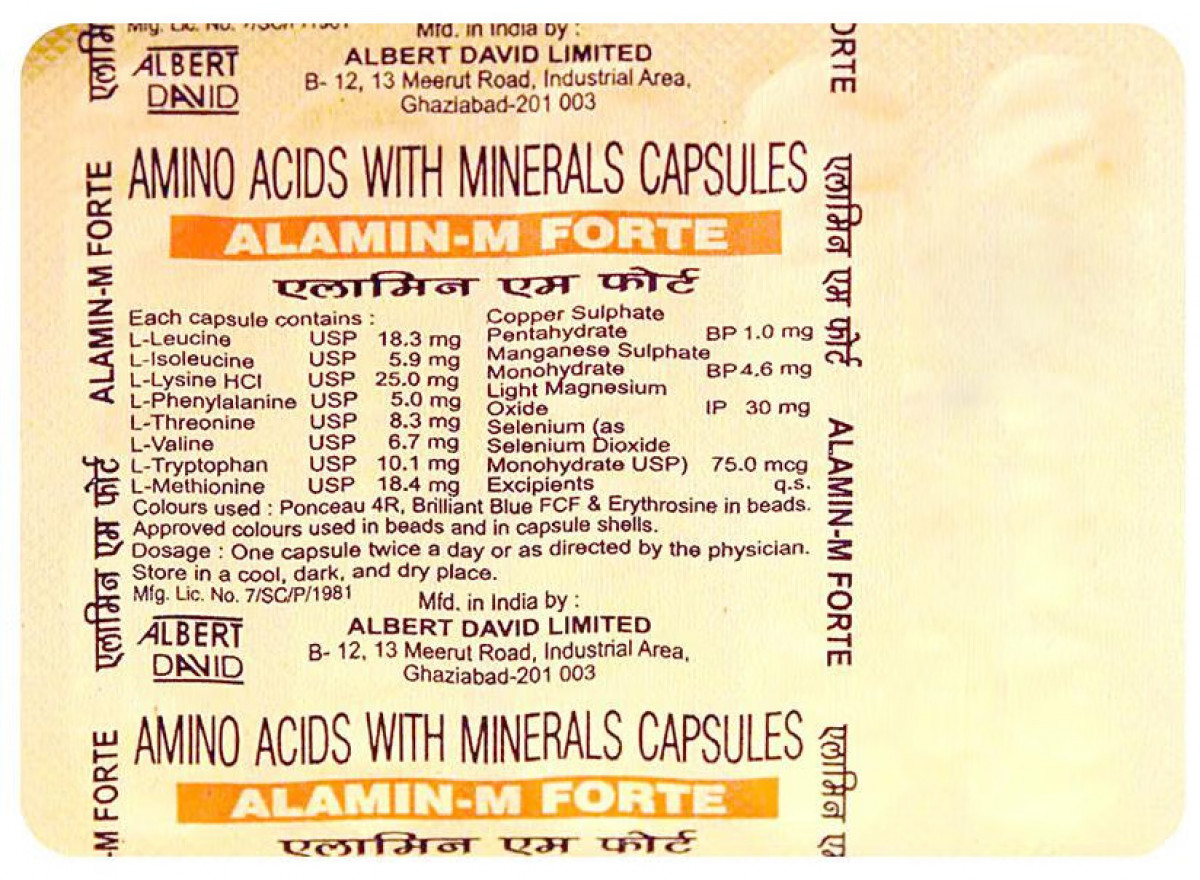 Mfg. Lic. No. 7/SC/P/1981
Mfd. in India by :
ALBERT
DAVID
ALBERT DAVID LIMITED
B- 12, 13 Meerut Road, Industrial Area,
Ghaziabad-201 003
AMINO ACIDS WITH MINERALS CAPSULES
ALAMIN-M FORTE
एलामिन एम फोर्ट
Each capsule contains :
L-Leucine USP 18.3 mg
L-Isoleucine USP 5.9 mg
L-Lysine HCl USP 25.0 mg
L-Phenylalanine USP 5.0 mg
L-Threonine USP 8.3 mg
L-Valine USP 6.7 mg
L-Tryptophan USP 10.1 mg
L-Methionine USP 18.4 mg
Copper Sulphate
Pentahydrate BP 1.0 mg
Manganese Sulphate
Monohydrate BP 4.6 mg
Light Magnesium
Oxide IP 30 mg
Selenium (as
Selenium Dioxide
Monohydrate USP) 75.0 mcg
Excipients q.s.
Colours used : Ponceau 4R, Brilliant Blue FCF & Erythrosine in beads.
Approved colours used in beads and in capsule shells.
Dosage : One capsule twice a day or as directed by the physician.
Store in a cool, dark, and dry place.
Mfg. Lic. No. 7/SC/P/1981
Mfd. in India by :
ALBERT
DAVID
ALBERT DAVID LIMITED
B- 12, 13 Meerut Road, Industrial Area,
Ghaziabad-201 003
AMINO ACIDS WITH MINERALS CAPSULES
ALAMIN-M FORTE
एलामिन एम फोर्ट
एलामि
ALAMIN-M FORTE
एलामिन एम फोर्ट
-M FORTE
ORTE
एलामिन एम फोर्ट
ALAMIN-M FORTE
एलामिन ए